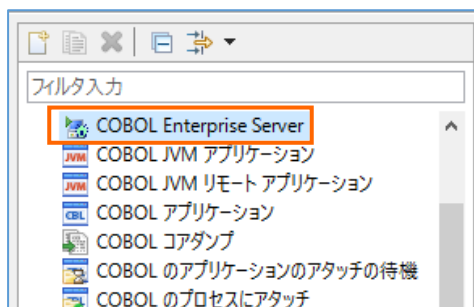 フィルタ入力
COBOL Enterprise Server
JVM COBOL JVM アプリケーション
JVM COBOL JVM リモート アプリケーション
CBL COBOL アプリケーション
COBOL コアダンプ
COBOL のアプリケーションのアタッチの待機
COBOL のプロセスにアタッチ